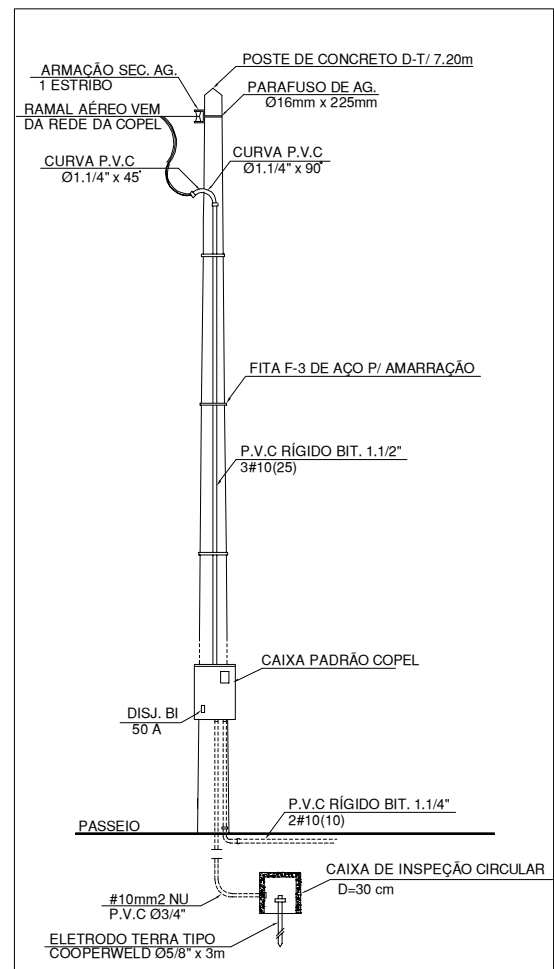 POSTE DE CONCRETO D-T/ 7.20m
ARMAÇÃO SEC. AG.
1 ESTRIBO
PARAFUSO DE AG.
Ø16mm x 225mm
RAMAL AÉREO VEM
DA REDE DA COPEL
CURVA P.V.C
Ø1.1/4" x 45°
CURVA P.V.C
Ø1.1/4" x 90°
FITA F-3 DE AÇO P/ AMARRAÇÃO
P.V.C RÍGIDO BIT. 1.1/2"
3#10(25)
CAIXA PADRÃO COPEL
DISJ. BI
50 A
P.V.C RÍGIDO BIT. 1.1/4"
2#10(10)
PASSEIO
CAIXA DE INSPEÇÃO CIRCULAR
D=30 cm
#10mm2 NU
P.V.C Ø3/4"
ELETRODO TERRA TIPO
COOPERWELD Ø5/8" x 3m